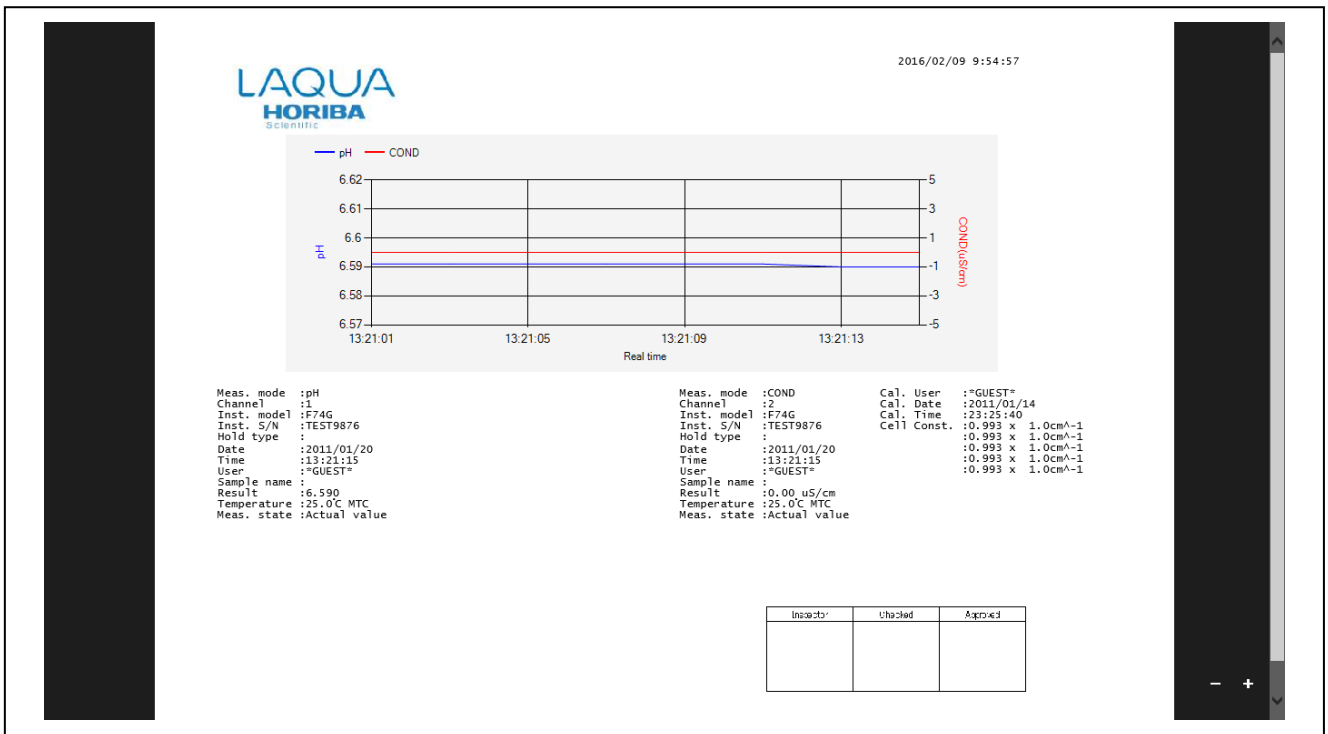 2016/02/09 9:54:57
LAQUA
HORIBA
Scientific
pH COND
6.62
6.61
6.6
6.59
6.58
6.57
pH
5
3
1
-1
-3
-5
COND(uS/cm)
13:21:01 13:21:05 13:21:09 13:21:13
Real time
Meas. mode :pH
Channel :1
Inst. model :F74G
Inst. S/N :TEST9876
Hold type :
Date :2011/01/20
Time :13:21:15
User :*GUEST*
Sample name :
Result :6.590
Temperature :25.0℃ MTC
Meas. state :Actual value
Meas. mode :COND
Channel :2
Inst. model :F74G
Inst. S/N :TEST9876
Hold type :
Date :2011/01/20
Time :13:21:15
User :*GUEST*
Sample name :
Result :0.00 uS/cm
Temperature :25.0℃ MTC
Meas. state :Actual value
Cal. User :*GUEST*
Cal. Date :2011/01/14
Cal. Time :23:25:40
Cell Const. :0.993 x 1.0cm^-1
:0.993 x 1.0cm^-1
:0.993 x 1.0cm^-1
:0.993 x 1.0cm^-1
:0.993 x 1.0cm^-1
Inspector Checked Approved
− +